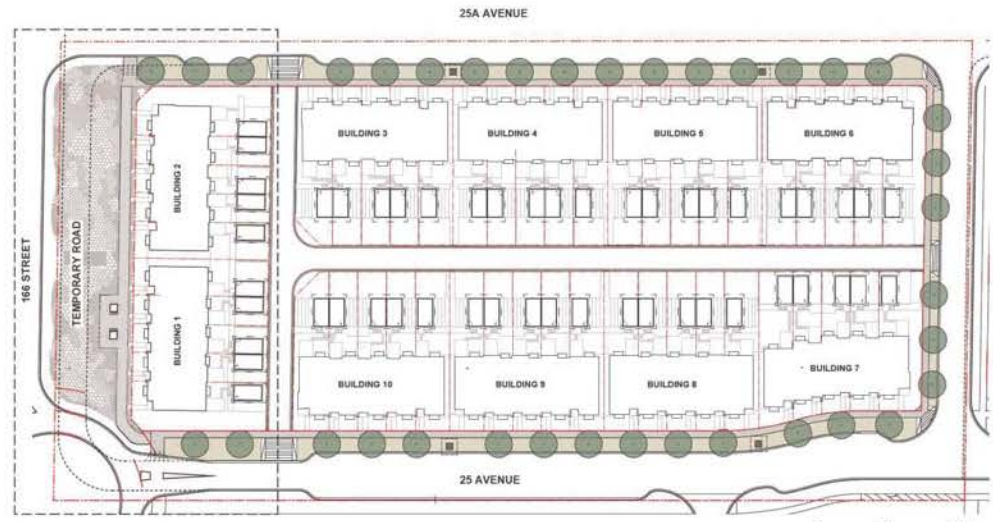 25A AVENUE
BUILDING 3
BUILDING 4
BUILDING 5
BUILDING 6
BUILDING 2
166 STREET
TEMPORARY ROAD
BUILDING 1
BUILDING 10
BUILDING 9
BUILDING 8
BUILDING 7
25 AVENUE